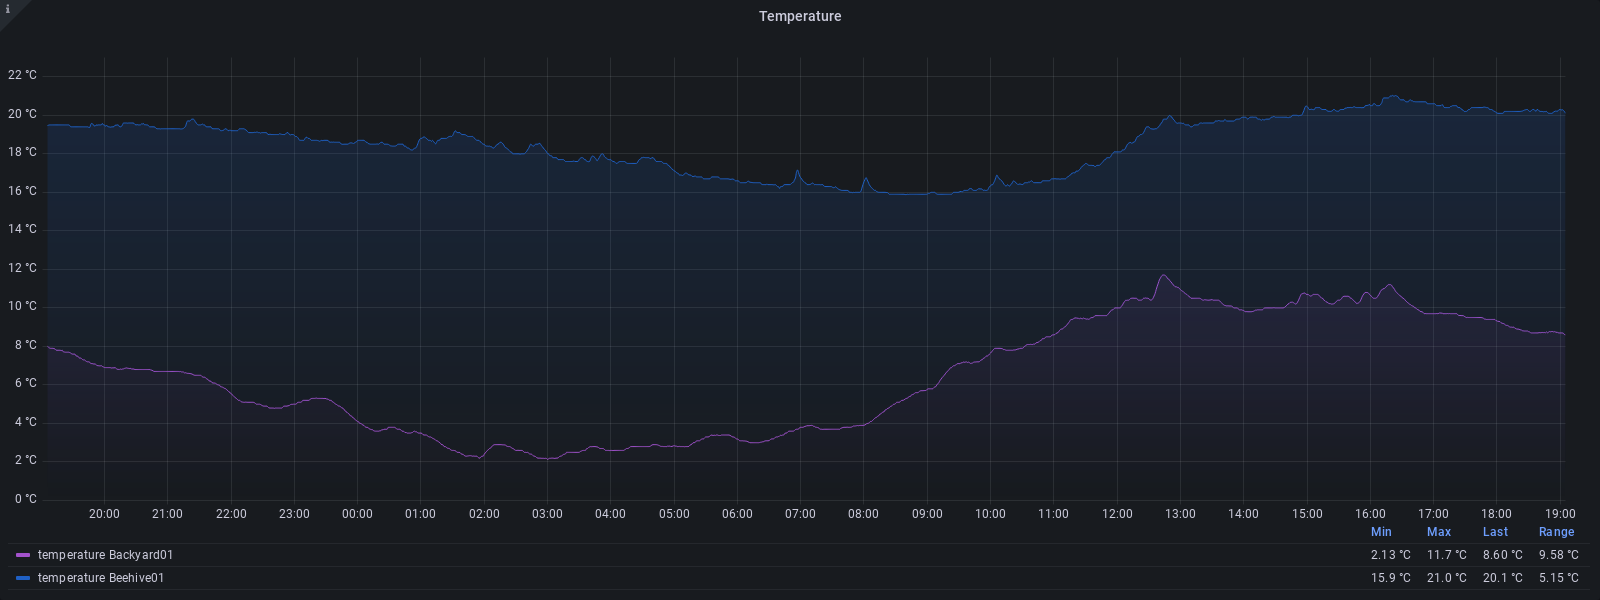 i
Temperature
22 °C
20 °C
18 °C
16 °C
14 °C
12 °C
10 °C
8 °C
6 °C
4 °C
2 °C
0 °C
20:00 21:00 22:00 23:00 00:00 01:00 02:00 03:00 04:00 05:00 06:00 07:00 08:00 09:00 10:00 11:00 12:00 13:00 14:00 15:00 16:00 17:00 18:00 19:00
Min Max Last Range
temperature Backyard01 2.13 °C 11.7 °C 8.60 °C 9.58 °C
temperature Beehive01 15.9 °C 21.0 °C 20.1 °C 5.15 °C